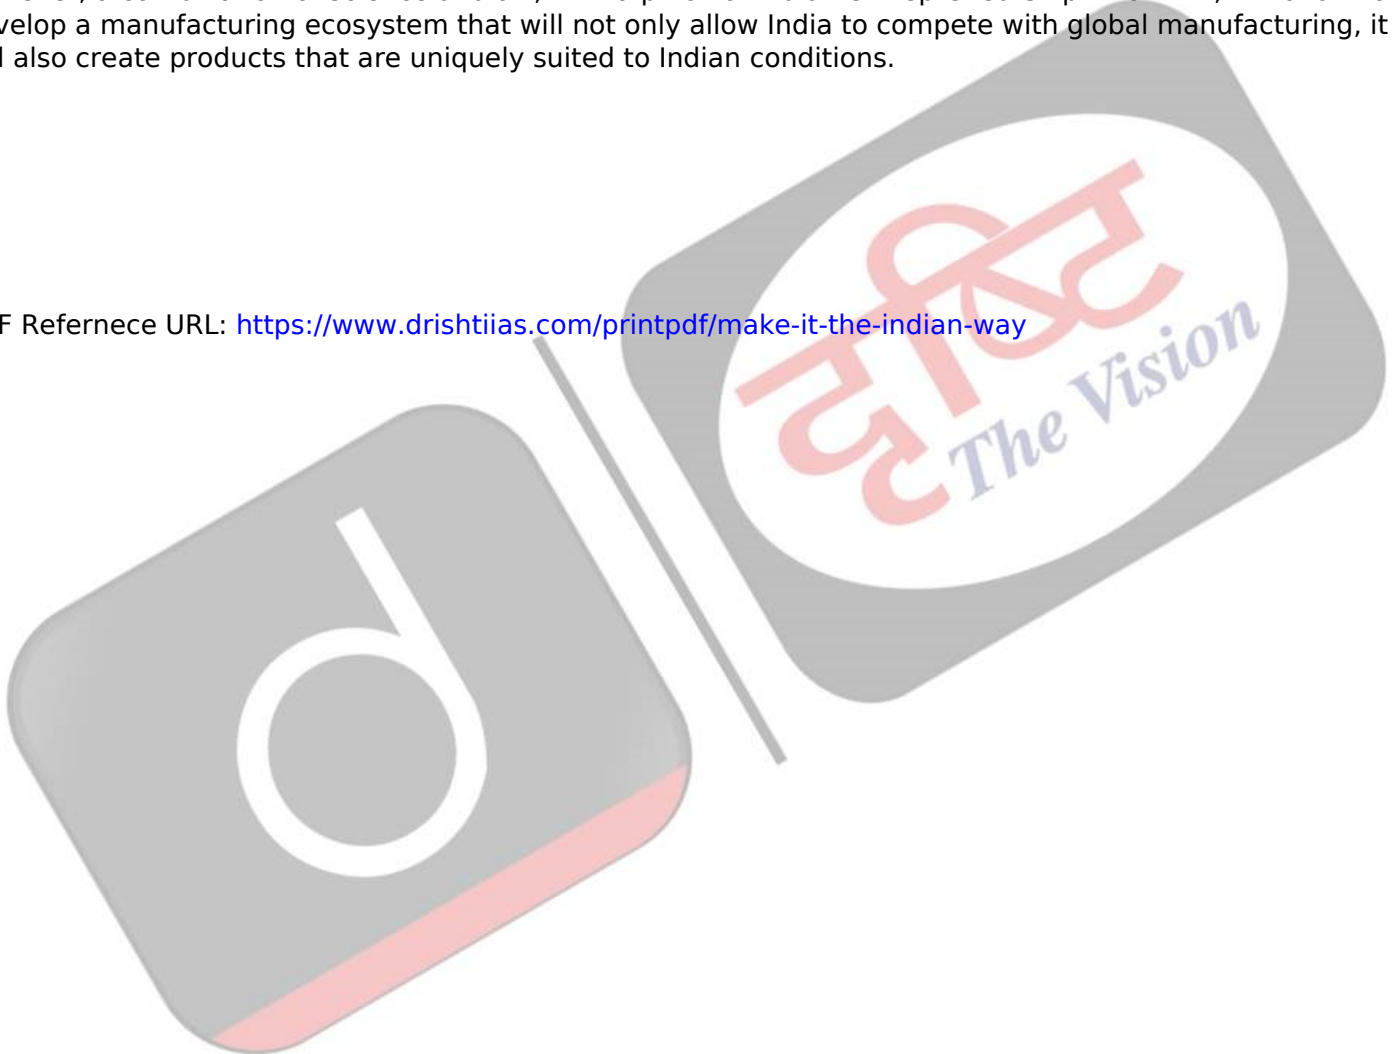 velop a manufacturing ecosystem that will not only allow India to compete with global manufacturing, it
l also create products that are uniquely suited to Indian conditions.
F Refernece URL: https://www.drishtiias.com/printpdf/make-it-the-indian-way
दृष्टि
The Vision
d